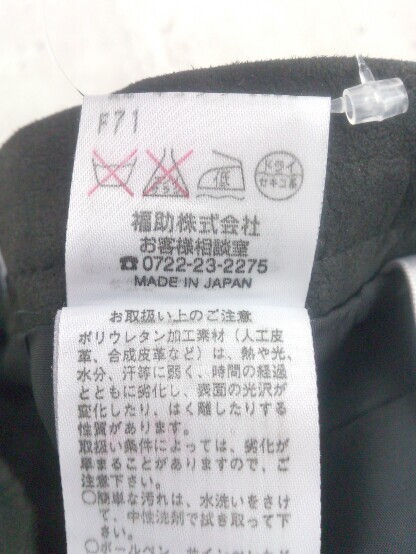 F71
低
ドライ
セキユ系
福助株式会社
お客様相談室
☎0722-23-2275
MADE IN JAPAN
お取扱い上のご注意
ポリウレタン加工素材（人工皮
革、合成皮革など）は、熱や光、
水分、汗等に弱く、時間の経過
とともに劣化し、表面の光沢が
変化したり、はく離したりする
性質があります。
取扱い条件によっては、劣化が
早まることがありますので、ご
注意下さい。
○簡単な汚れは、水洗いをさけ
て、中性洗剤で拭き取って下
さい。